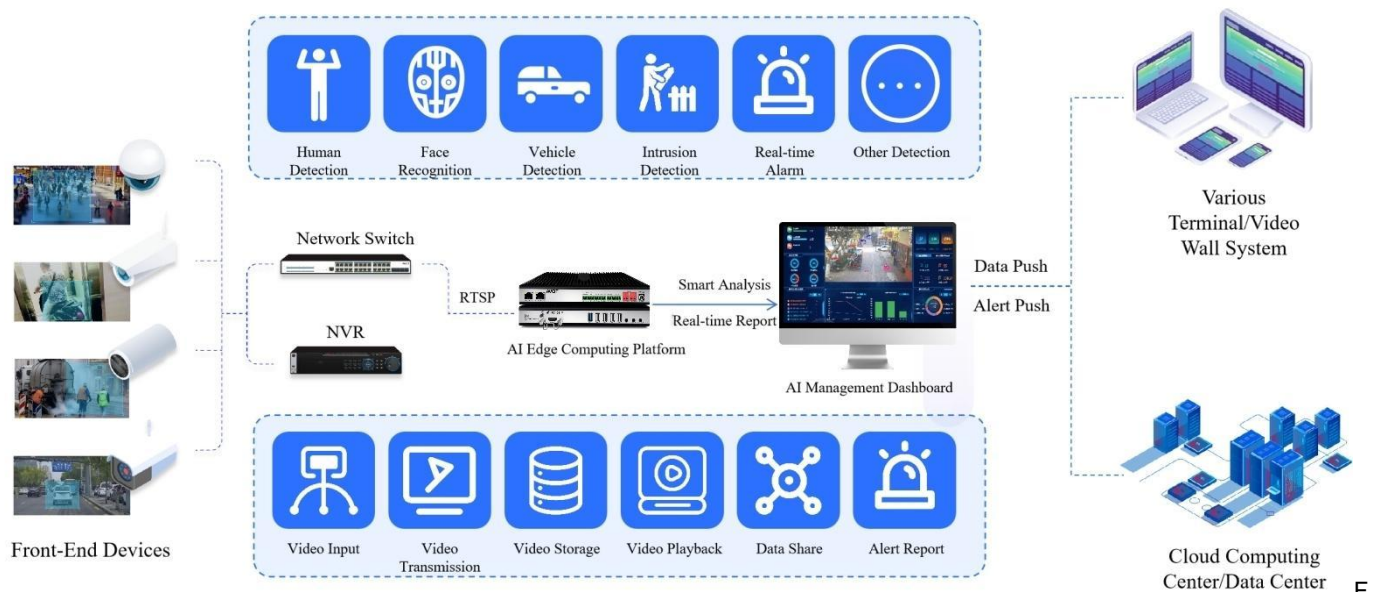 Human
Detection
Face
Recognition
Vehicle
Detection
Intrusion
Detection
Real-time
Alarm
Other Detection
Various
Terminal/Video
Wall System
Network Switch
RTSP
NVR
AI Edge Computing Platform
Smart Analysis
Real-time Report
AI Management Dashboard
Data Push
Alert Push
Front-End Devices
Video Input
Video
Transmission
Video Storage
Video Playback
Data Share
Alert Report
Cloud Computing
Center/Data Center
F